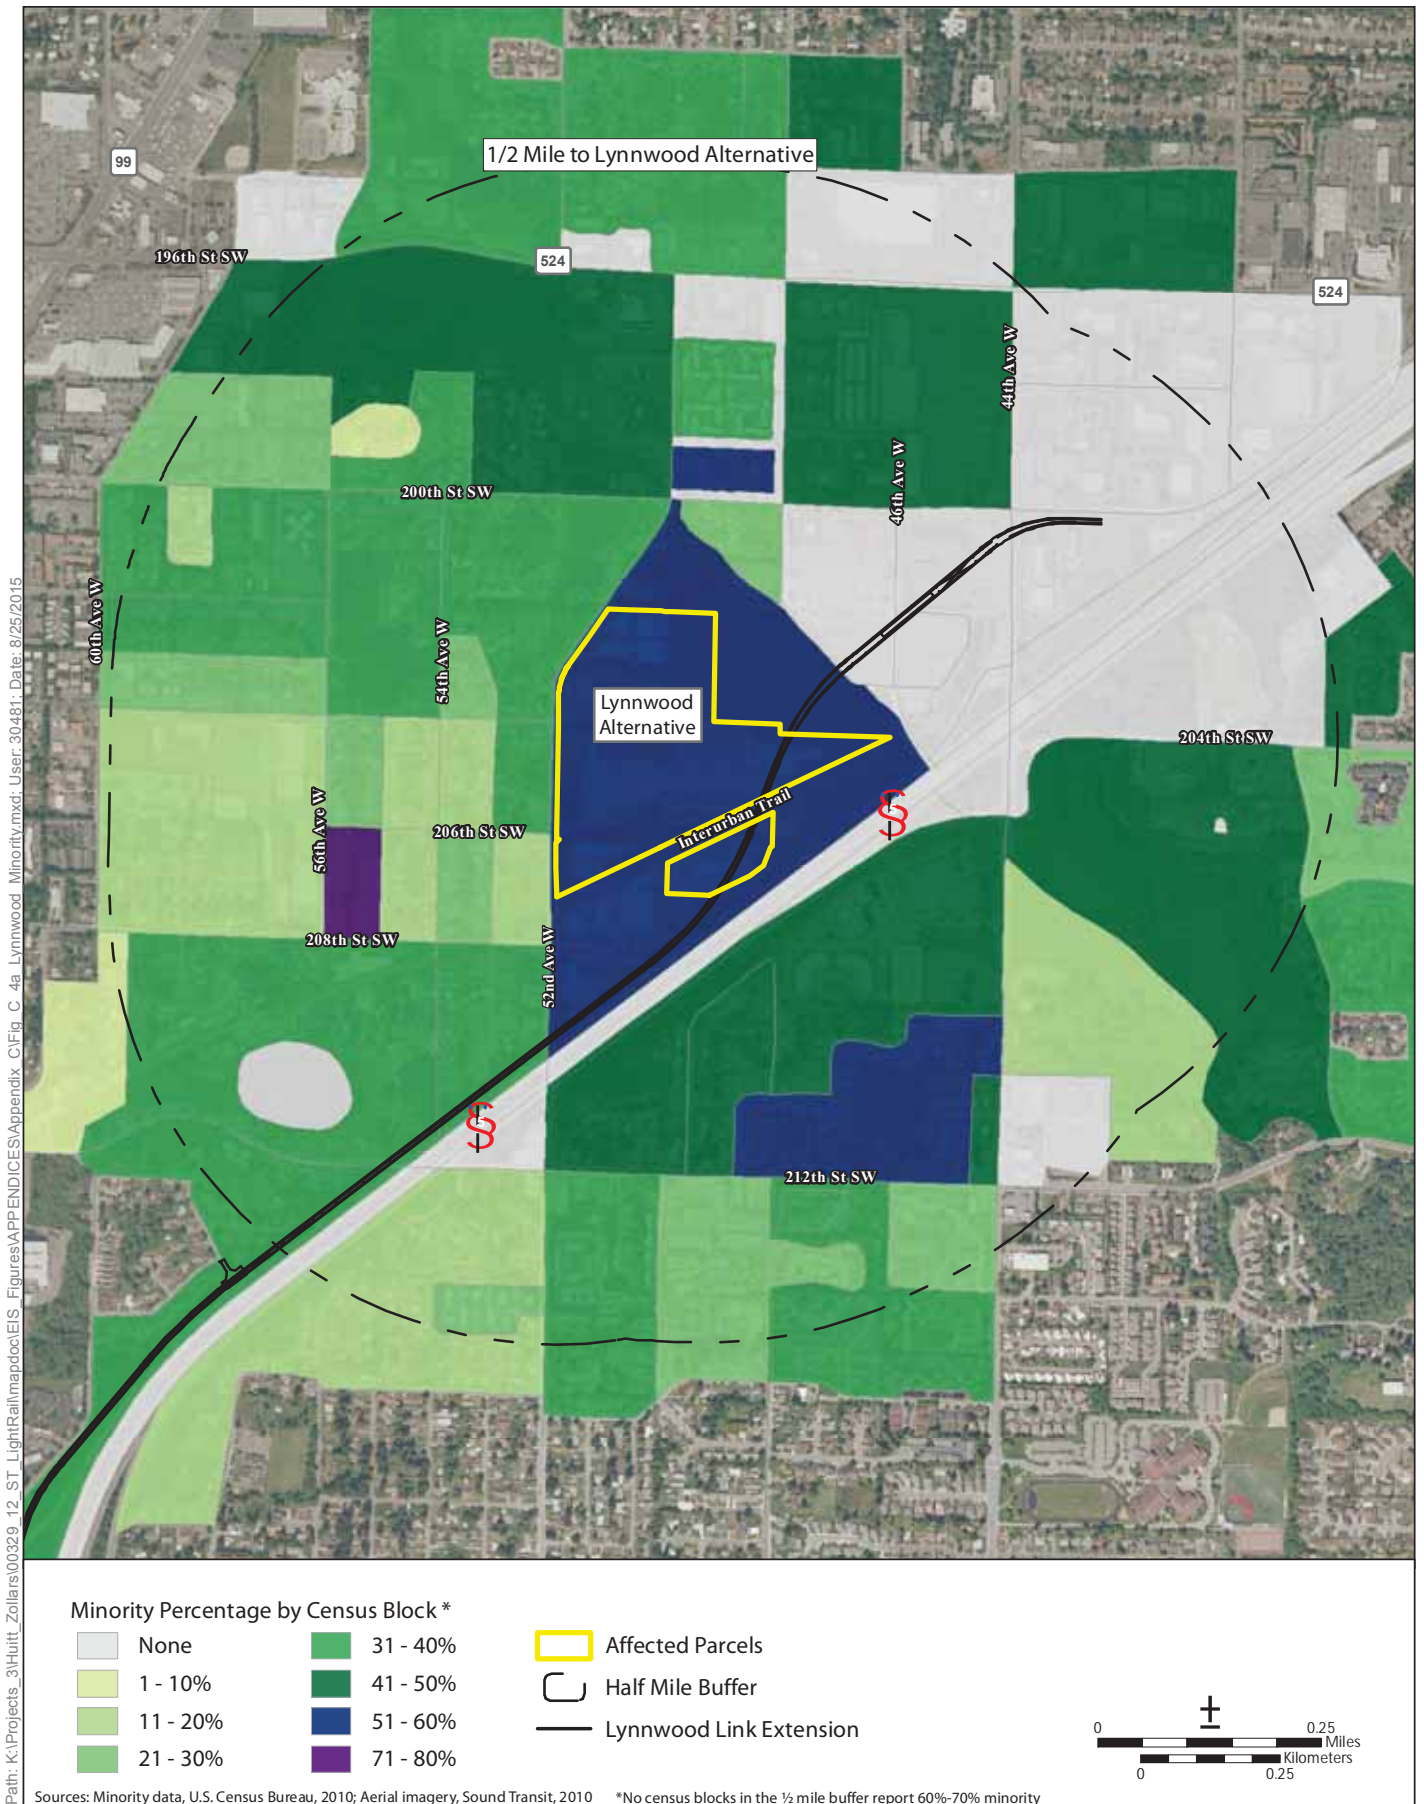 1/2 Mile to Lynnwood Alternative
99
196th St SW
524
524
44th Ave W
46th Ave W
200th St SW
60th Ave W
54th Ave W
Lynnwood
Alternative
204th St SW
Interurban Trail
56th Ave W
206th St SW
208th St SW
52nd Ave W
212th St SW
Path: K:\Projects_3\Huitt_Zollars\00329_12_ST_LightRail\mapdoc\EIS_Figures\APPENDICES\Appendix_C\Fig_C_4a_Lynnwood_Minority.mxd; User: 30481; Date: 8/25/2015
Minority Percentage by Census Block *
None
1 - 10%
11 - 20%
21 - 30%
31 - 40%
41 - 50%
51 - 60%
71 - 80%
Affected Parcels
Half Mile Buffer
Lynnwood Link Extension
0 0.25
Miles
Kilometers
0 0.25
Sources: Minority data, U.S. Census Bureau, 2010; Aerial imagery, Sound Transit, 2010 *No census blocks in the ½ mile buffer report 60%-70% minority